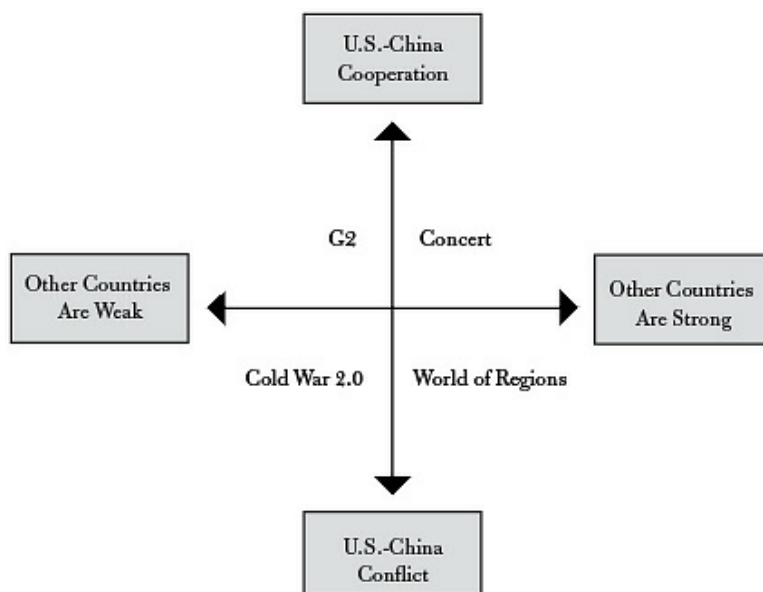 U.S.-China
Cooperation
G2
Concert
Other Countries
Are Weak
Other Countries
Are Strong
Cold War 2.0
World of Regions
U.S.-China
Conflict